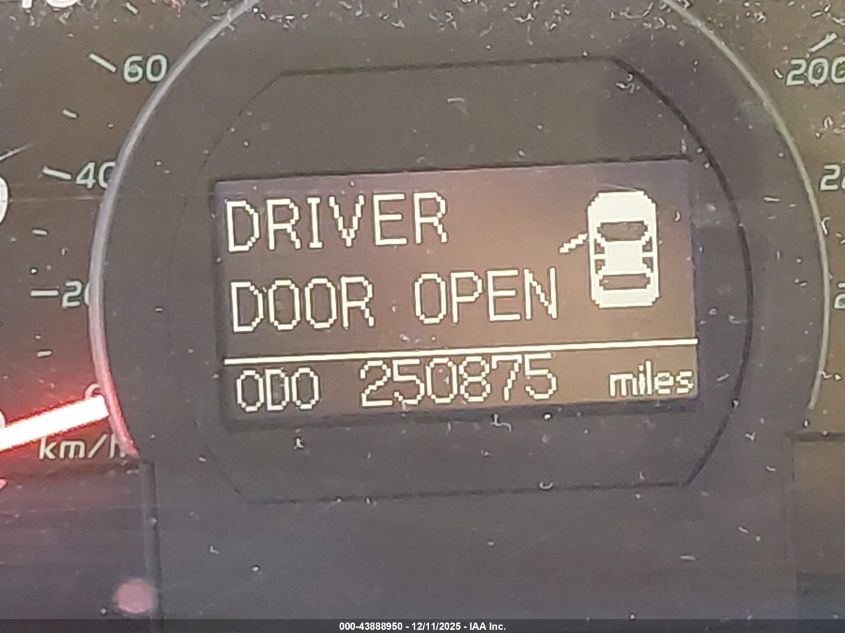 60
200
40
DRIVER
DOOR OPEN
ODO 250875 miles
km/h
000-43888950 - 12/11/2025 - IAA Inc.